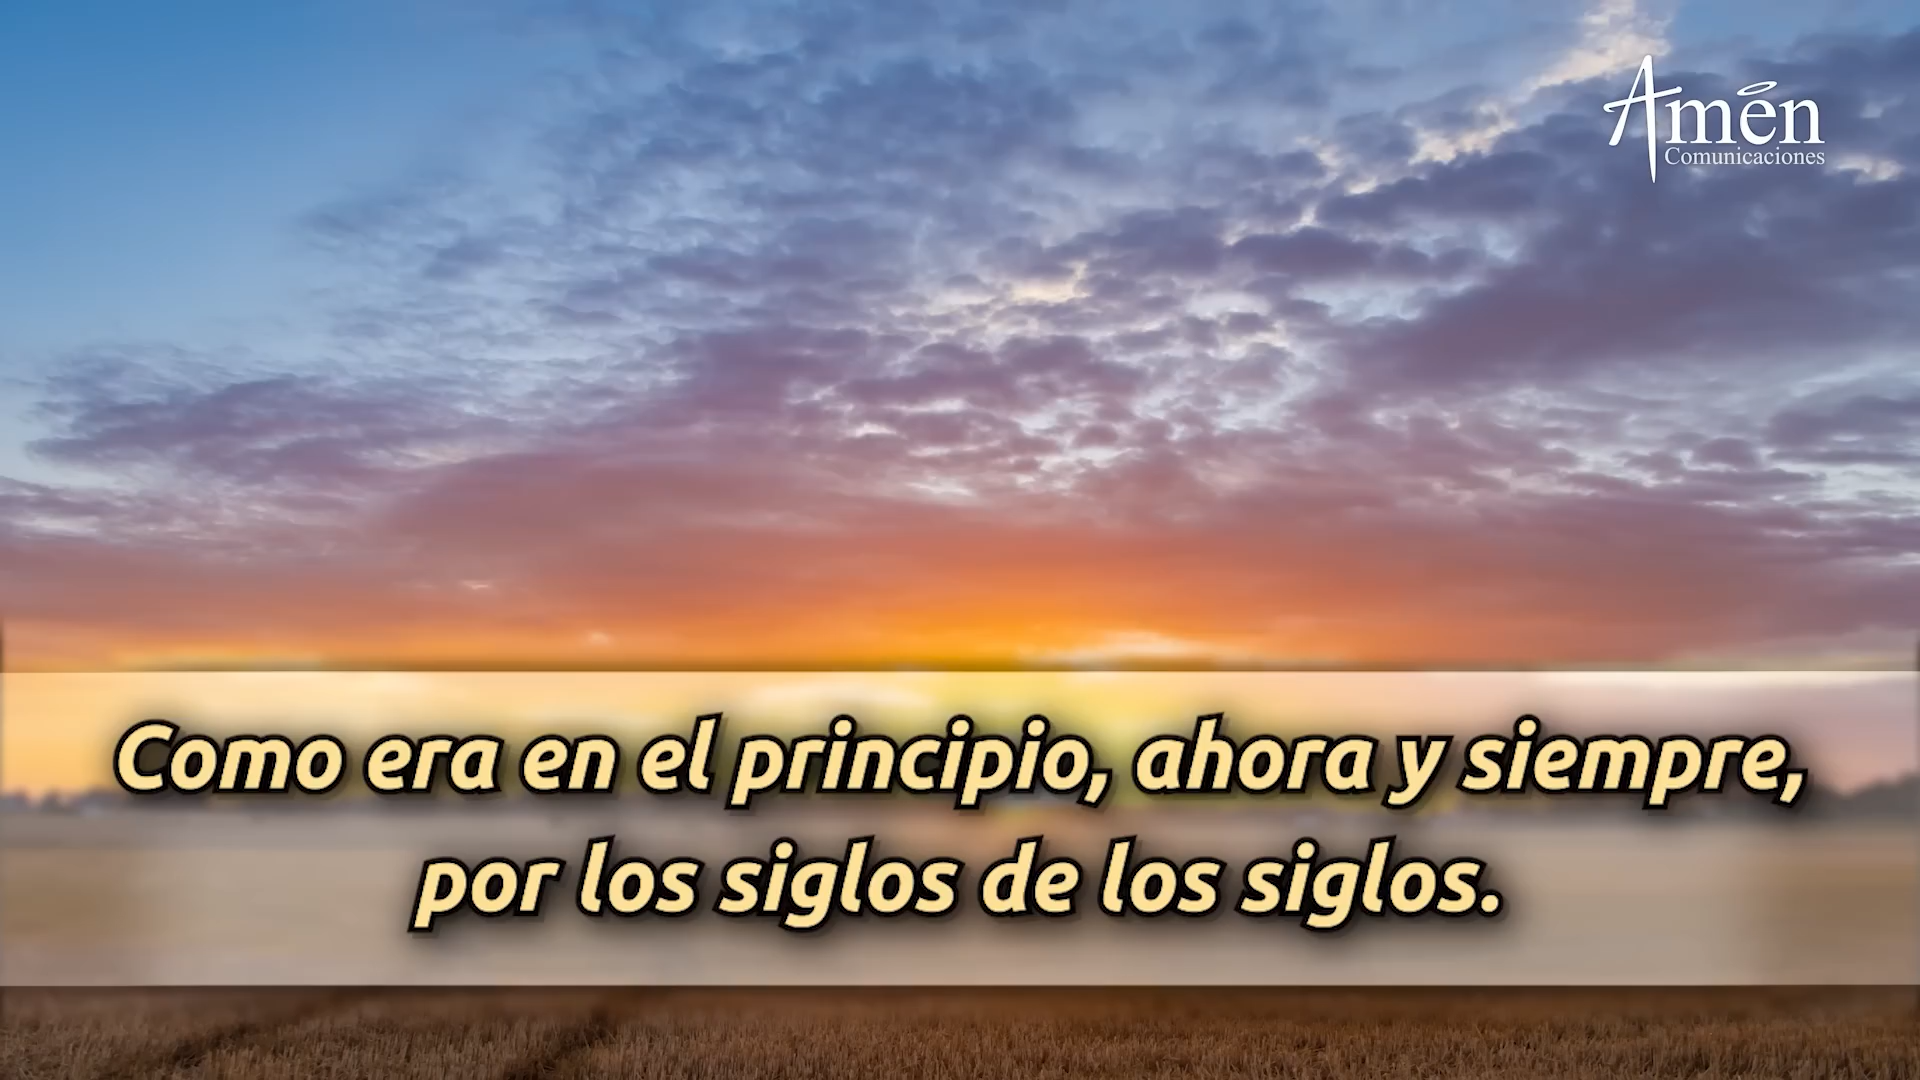 Amén
Comunicaciones
Como era en el principio, ahora y siempre,
por los siglos de los siglos.